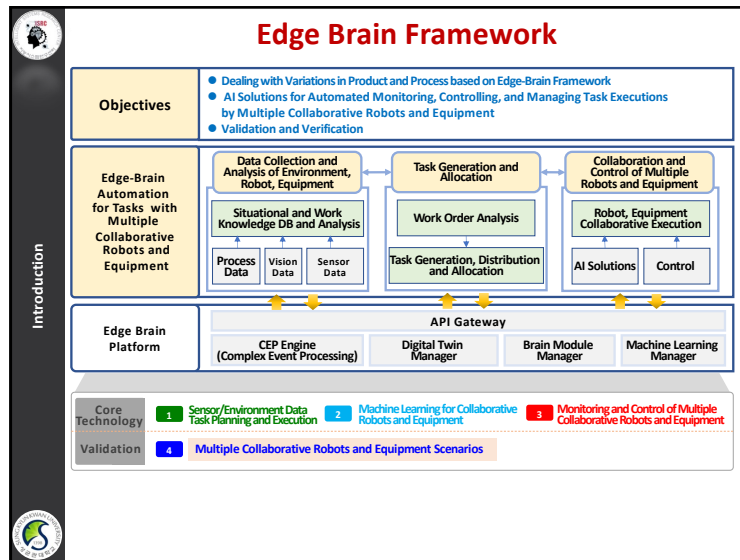 ISRC
Edge Brain Framework
Objectives
Dealing with Variations in Product and Process based on Edge-Brain Framework
AI Solutions for Automated Monitoring, Controlling, and Managing Task Executions
by Multiple Collaborative Robots and Equipment
Validation and Verification
Edge-Brain
Automation
for Tasks with
Multiple
Collaborative
Robots and
Equipment
Data Collection and
Analysis of Environment,
Robot, Equipment
Situational and Work
Knowledge DB and Analysis
Process
Data
Vision
Data
Sensor
Data
Task Generation and
Allocation
Work Order Analysis
Task Generation, Distribution
and Allocation
Collaboration and
Control of Multiple
Robots and Equipment
Robot, Equipment
Collaborative Execution
AI Solutions
Control
Edge Brain
Platform
API Gateway
CEP Engine
(Complex Event Processing)
Digital Twin
Manager
Brain Module
Manager
Machine Learning
Manager
Core
Technology
1
Sensor/Environment Data
Task Planning and Execution
2
Machine Learning for Collaborative
Robots and Equipment
3
Monitoring and Control of Multiple
Collaborative Robots and Equipment
Validation
4
Multiple Collaborative Robots and Equipment Scenarios
Introduction
SUNGKYUNKWAN UNIVERSITY